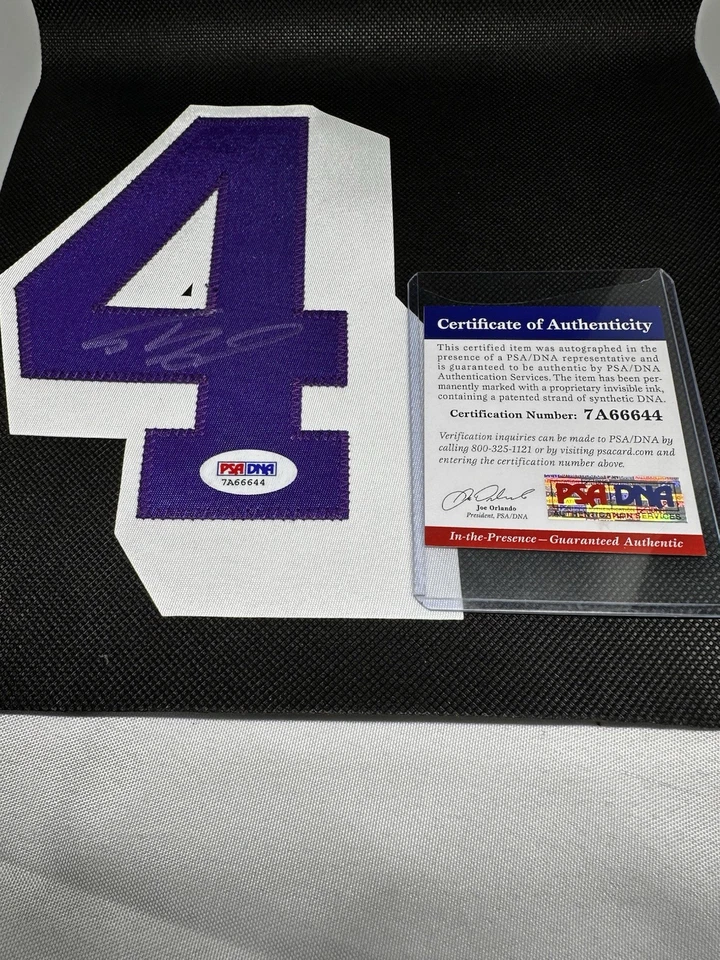 4
PSA DNA
7A66644
Certificate of Authenticity
This certified item was autographed in the
presence of a PSA/DNA representative and
is guaranteed to be authentic by PSA/DNA
Authentication Services. The item has been per-
manently marked with a proprietary invisible ink,
containing a patented strand of synthetic DNA.
Certification Number: 7A66644
Verification inquiries can be made to PSA/DNA by
calling 800-325-1121 or by visiting psacard.com and
entering the certification number above.
Joe Orlando
President, PSA/DNA
PSA DNA
AUTHENTICATION SERVICES
In-the-Presence—Guaranteed Authentic